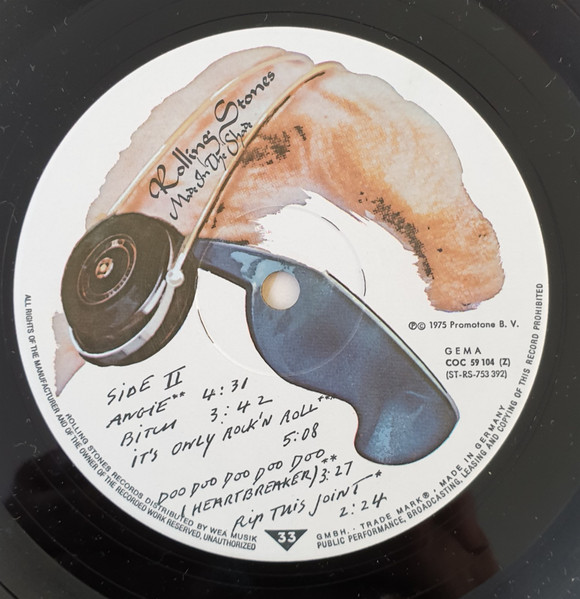 Rolling Stones
Made In The Shade
℗© 1975 Promotone B. V.
GEMA
COC 59 104 (Z)
(ST-RS-753 392)
SIDE II
ANGIE** 4:31
BITCH 3:42
IT'S ONLY ROCK'N ROLL***
5:08
DOO DOO DOO DOO DOO
(HEARTBREAKER)** 3:27
RIP THIS JOINT* 2:24
33
ALL RIGHTS OF THE MANUFACTURER AND OF THE OWNER OF THE RECORDED WORK RESERVED, UNAUTHORIZED PUBLIC PERFORMANCE, BROADCASTING, LEASING AND COPYING OF THIS RECORD PROHIBITED
ROLLING STONES RECORDS DISTRIBUTED BY WEA MUSIK GMBH. · TRADE MARK® · MADE IN GERMANY